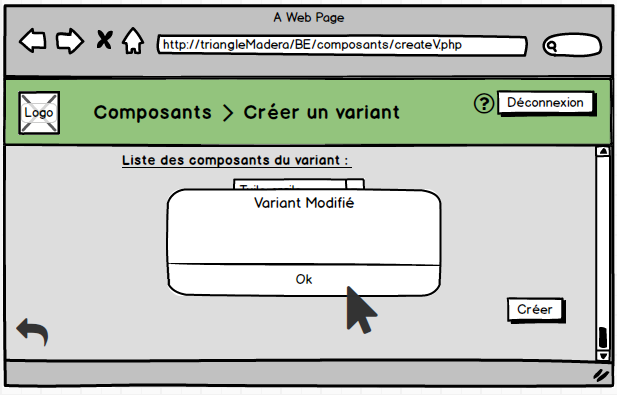 A Web Page
http://triangleMadera/BE/composants/createV.php
Logo
Composants > Créer un variant
?
Déconnexion
Liste des composants du variant :
Variant Modifié
Ok
Créer